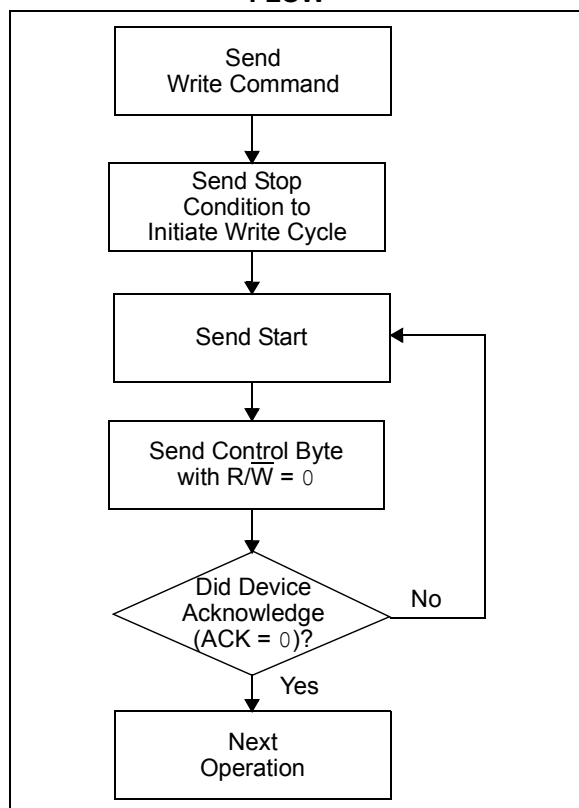 FLOW
Send
Write Command
Send Stop
Condition to
Initiate Write Cycle
Send Start
Send Control Byte
with R/W̅ = 0
Did Device
Acknowledge
(ACK = 0)?
No
Yes
Next
Operation